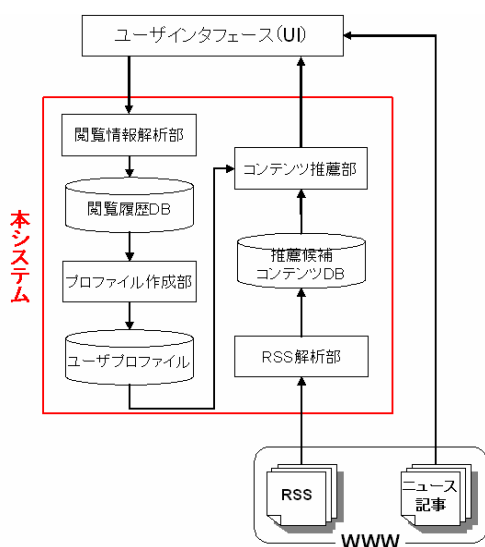 ユーザインタフェース(UI)
閲覧情報解析部
閲覧履歴DB
プロファイル作成部
ユーザプロファイル
コンテンツ推薦部
推薦候補
コンテンツDB
RSS解析部
本システム
RSS
ニュース
記事
WWW